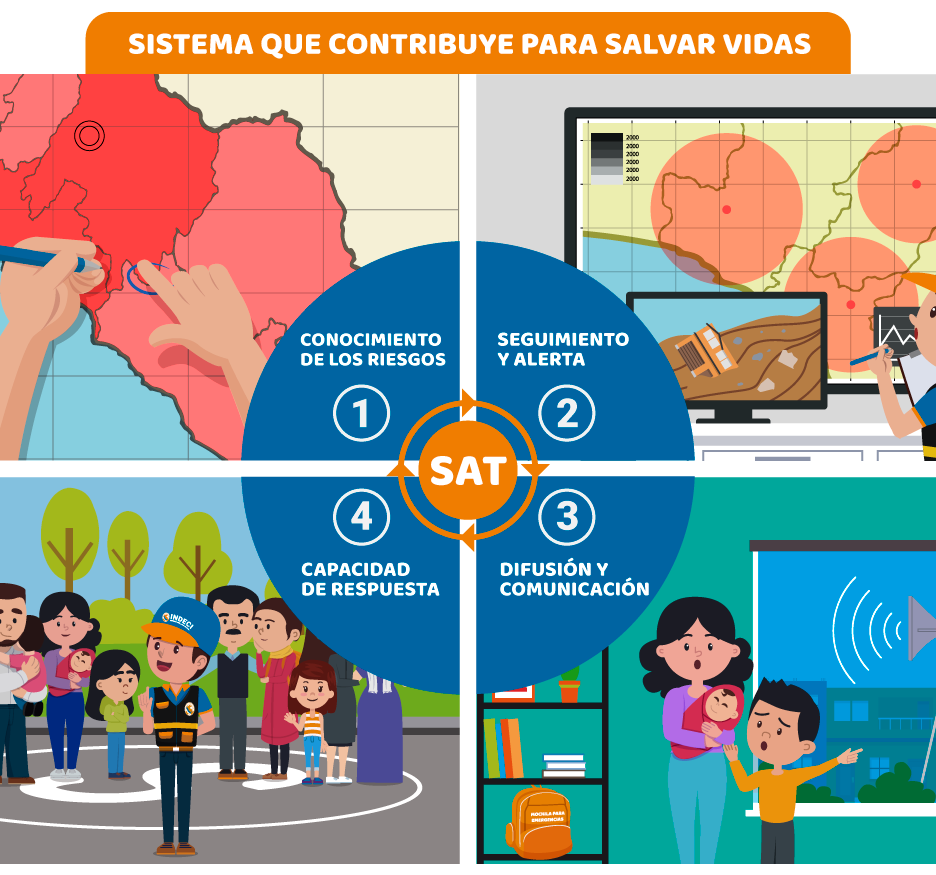 SISTEMA QUE CONTRIBUYE PARA SALVAR VIDAS
2000
2000
2000
2000
2000
2000
CONOCIMIENTO
DE LOS RIESGOS
1
SEGUIMIENTO
Y ALERTA
2
SAT
4
CAPACIDAD
DE RESPUESTA
3
DIFUSIÓN Y
COMUNICACIÓN
INDECI
MOCHILA PARA
EMERGENCIAS